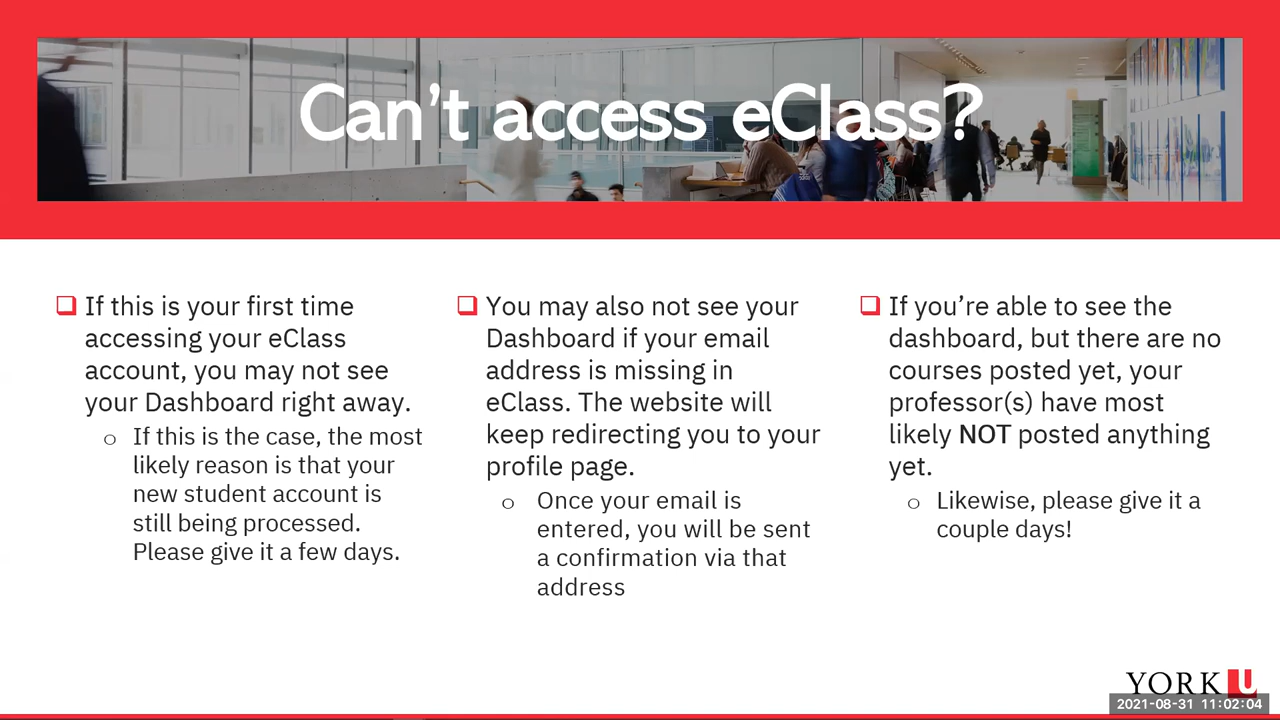 Can't access eClass?
❑ If this is your first time
accessing your eClass
account, you may not see
your Dashboard right away.
o If this is the case, the most
likely reason is that your
new student account is
still being processed.
Please give it a few days.
❑ You may also not see your
Dashboard if your email
address is missing in
eClass. The website will
keep redirecting you to your
profile page.
o Once your email is
entered, you will be sent
a confirmation via that
address
❑ If you’re able to see the
dashboard, but there are no
courses posted yet, your
professor(s) have most
likely NOT posted anything
yet.
o Likewise, please give it a
couple days!
YORK U
2021-08-31 11:02:04